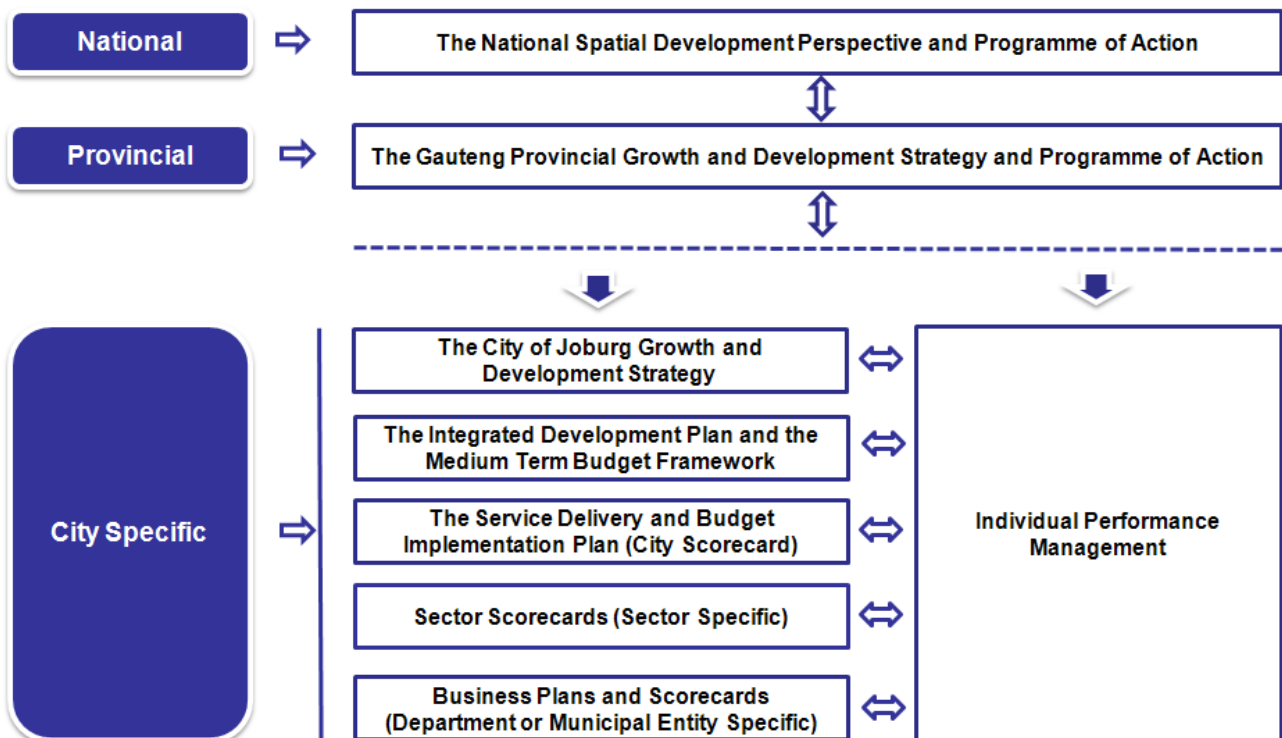 National
The National Spatial Development Perspective and Programme of Action
Provincial
The Gauteng Provincial Growth and Development Strategy and Programme of Action
City Specific
The City of Joburg Growth and
Development Strategy
The Integrated Development Plan and the
Medium Term Budget Framework
The Service Delivery and Budget
Implementation Plan (City Scorecard)
Sector Scorecards (Sector Specific)
Business Plans and Scorecards
(Department or Municipal Entity Specific)
Individual Performance
Management